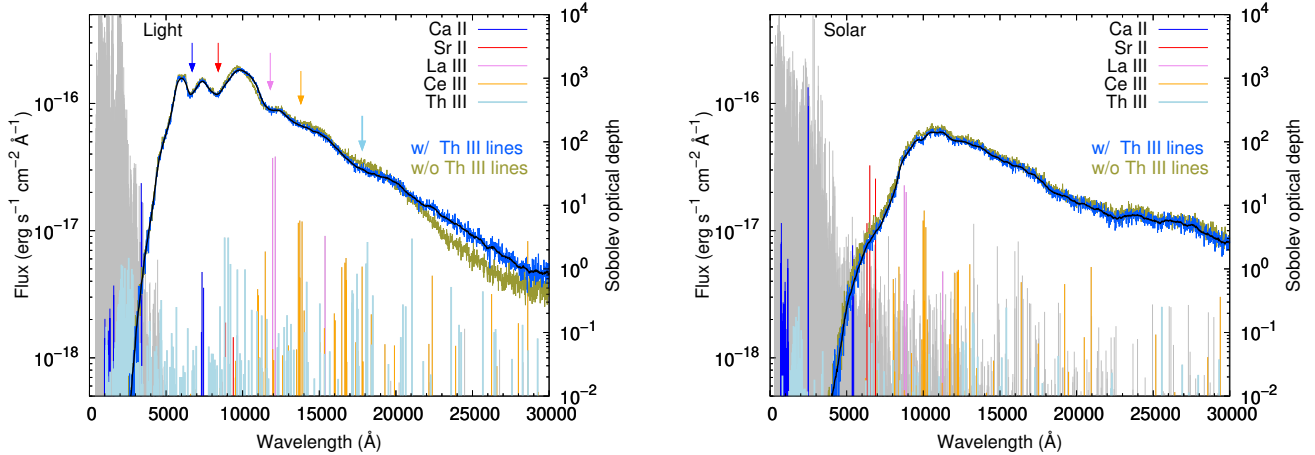 Light
Ca II
Sr II
La III
Ce III
Th III
w/ Th III lines
w/o Th III lines
Flux (erg s⁻¹ cm⁻² Å⁻¹)
10⁻¹⁶
10⁻¹⁷
10⁻¹⁸
Sobolev optical depth
10⁴
10³
10²
10¹
10⁰
10⁻¹
10⁻²
0 5000 10000 15000 20000 25000 30000
Wavelength (Å)
Solar
Ca II
Sr II
La III
Ce III
Th III
w/ Th III lines
w/o Th III lines
Flux (erg s⁻¹ cm⁻² Å⁻¹)
10⁻¹⁶
10⁻¹⁷
10⁻¹⁸
Sobolev optical depth
10⁴
10³
10²
10¹
10⁰
10⁻¹
10⁻²
0 5000 10000 15000 20000 25000 30000
Wavelength (Å)